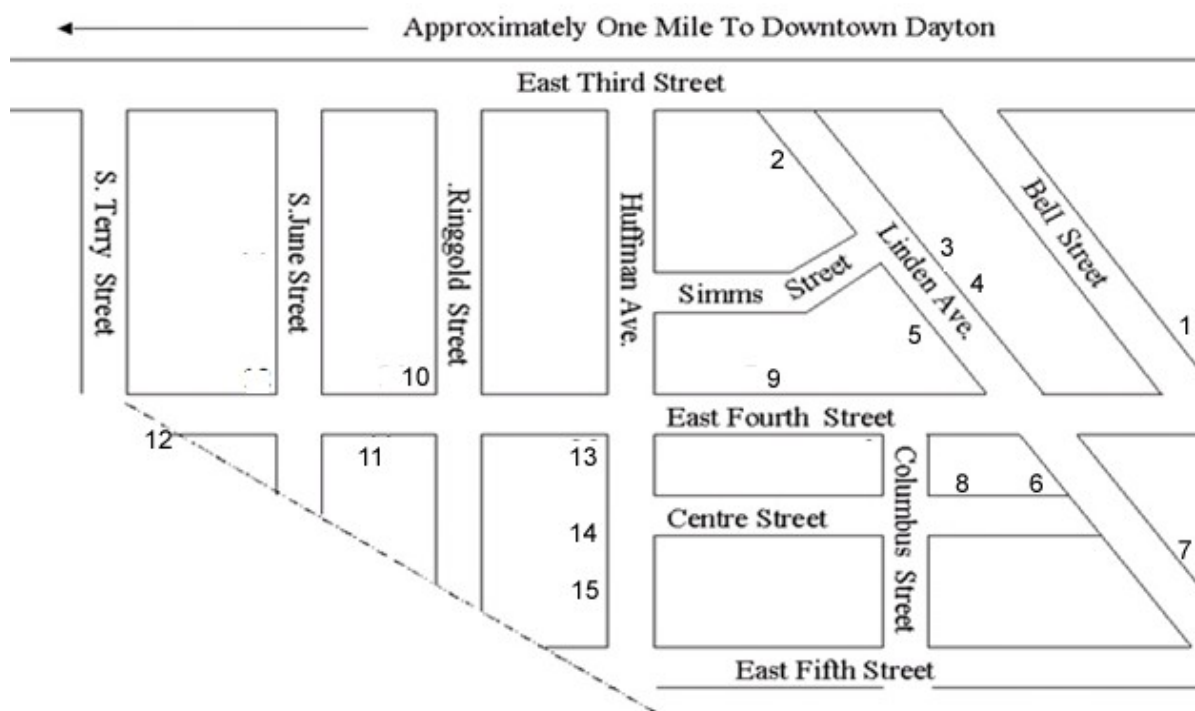 Approximately One Mile To Downtown Dayton
East Third Street
S. Terry Street
S.June Street
.Ringgold Street
Huffman Ave.
2
Simms Street
Linden Ave.
3
4
Bell Street
1
5
10
9
East Fourth Street
12
11
13
8
6
Columbus Street
Centre Street
14
7
15
East Fifth Street